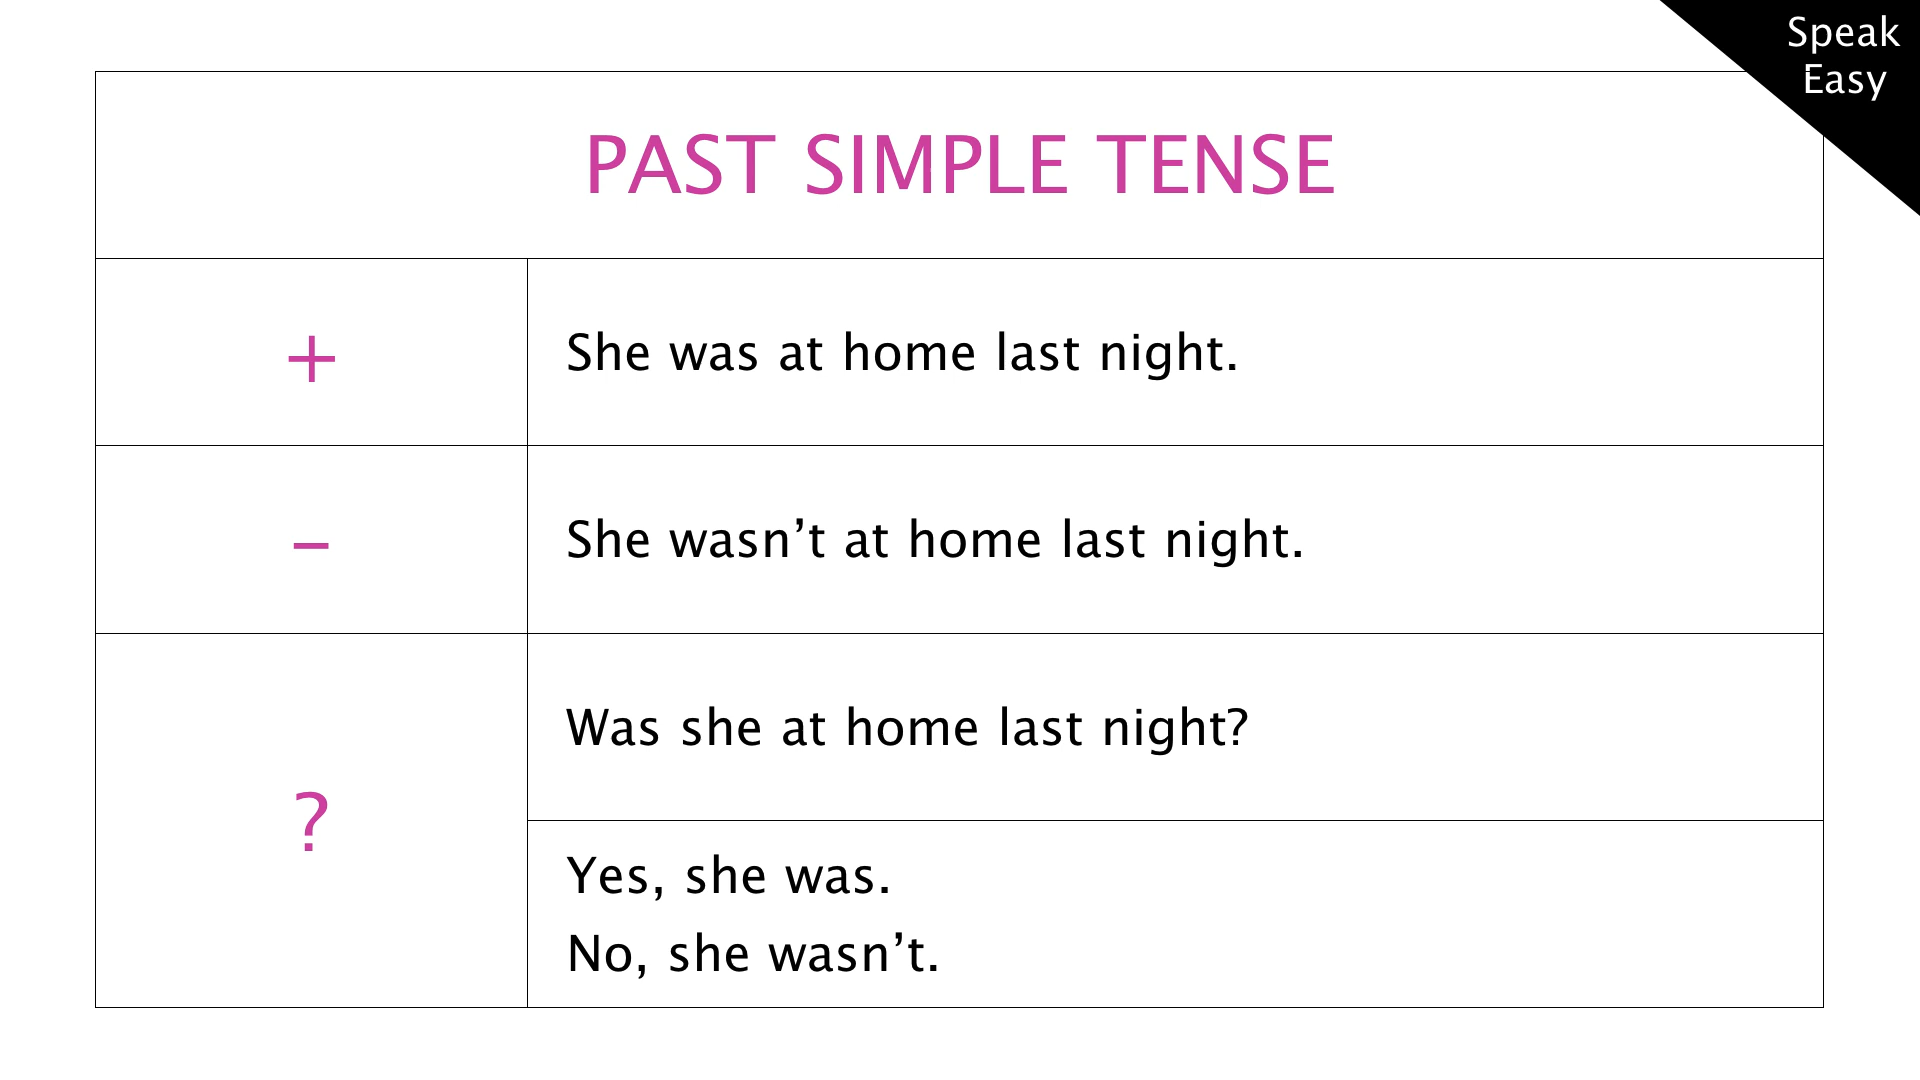 Speak
Easy
PAST SIMPLE TENSE
+
She was at home last night.
–
She wasn’t at home last night.
?
Was she at home last night?
Yes, she was.
No, she wasn’t.